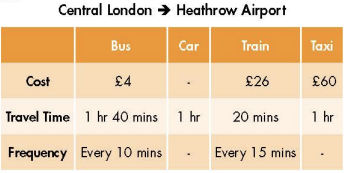 Central London ➔ Heathrow Airport
Bus Car Train Taxi
Cost £4 - £26 £60
Travel Time 1 hr 40 mins 1 hr 20 mins 1 hr
Frequency Every 10 mins - Every 15 mins -